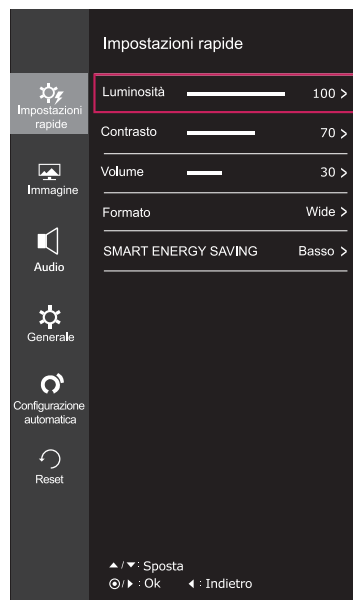 Impostazioni rapide
Impostazioni
rapide
Immagine
Audio
Generale
Configurazione
automatica
Reset
Luminosità 100 >
Contrasto 70 >
Volume 30 >
Formato Wide >
SMART ENERGY SAVING Basso >
▲/▼: Sposta
⊙/▶ : Ok ◀ : Indietro